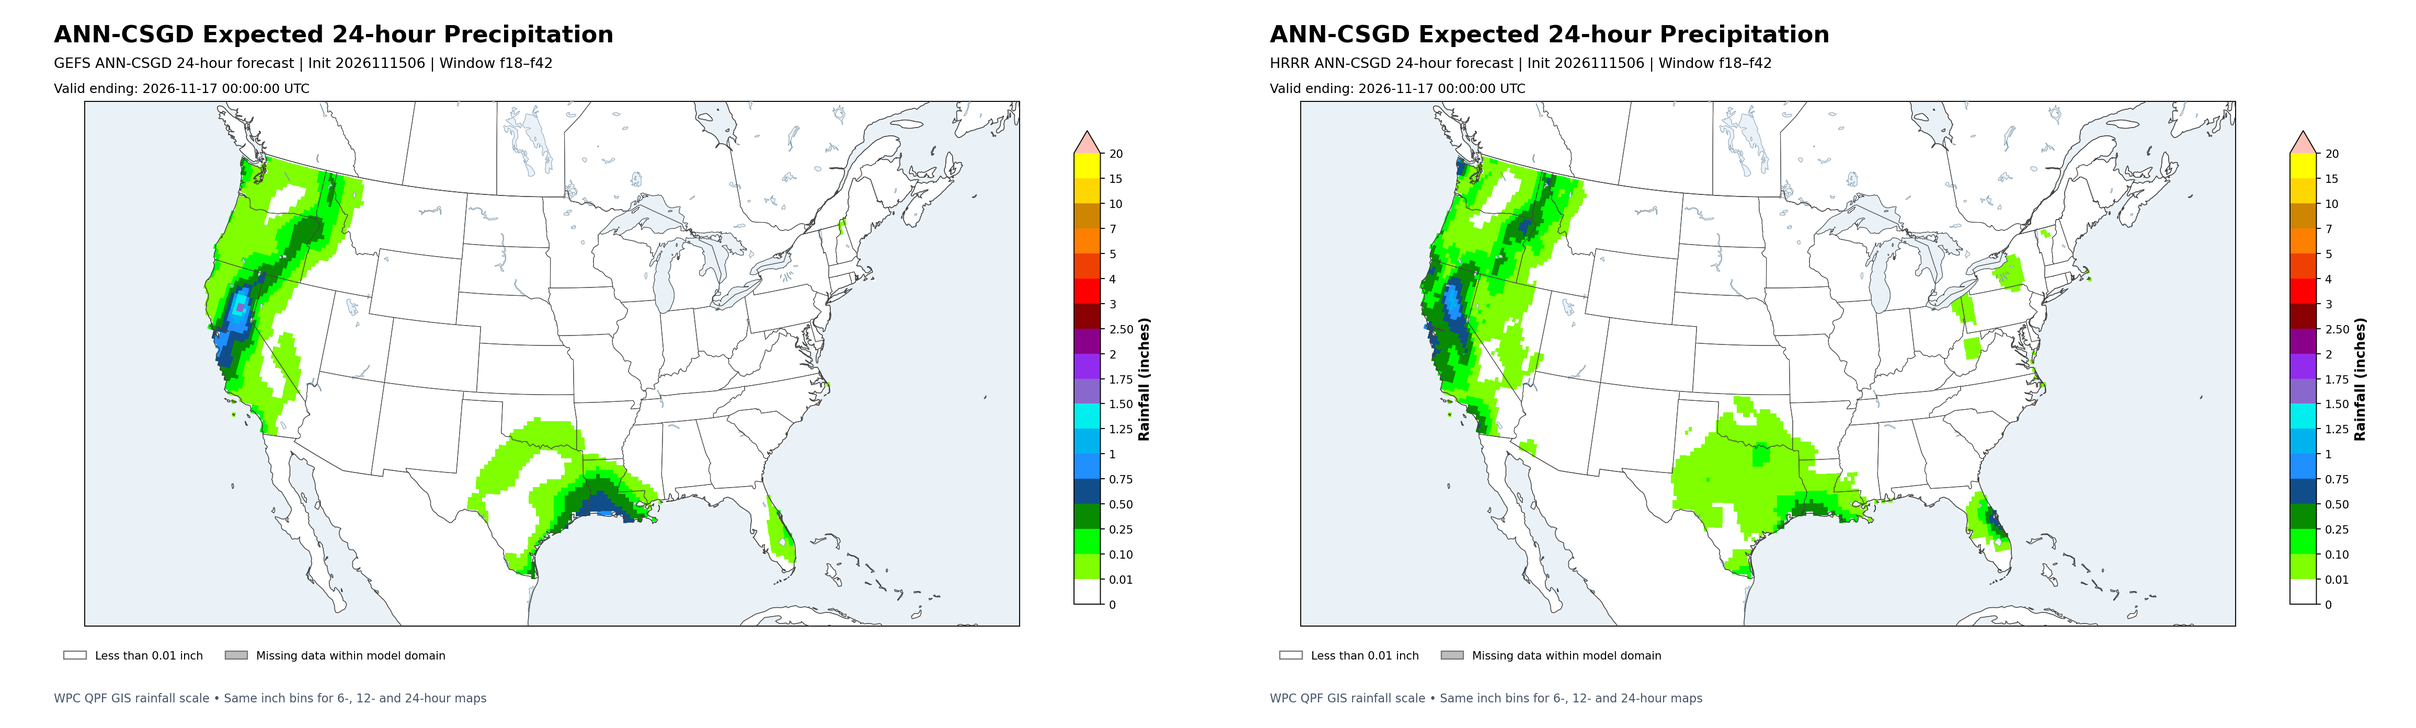 ANN-CSGD Expected 24-hour Precipitation
GEFS ANN-CSGD 24-hour forecast | Init 2026111506 | Window f18–f42
Valid ending: 2026-11-17 00:00:00 UTC
20
15
10
7
5
4
3
2.50
2
1.75
1.50
1.25
1
0.75
0.50
0.25
0.10
0.01
0
Rainfall (inches)
Less than 0.01 inch
Missing data within model domain
WPC QPF GIS rainfall scale • Same inch bins for 6-, 12- and 24-hour maps
ANN-CSGD Expected 24-hour Precipitation
HRRR ANN-CSGD 24-hour forecast | Init 2026111506 | Window f18–f42
Valid ending: 2026-11-17 00:00:00 UTC
20
15
10
7
5
4
3
2.50
2
1.75
1.50
1.25
1
0.75
0.50
0.25
0.10
0.01
0
Rainfall (inches)
Less than 0.01 inch
Missing data within model domain
WPC QPF GIS rainfall scale • Same inch bins for 6-, 12- and 24-hour maps